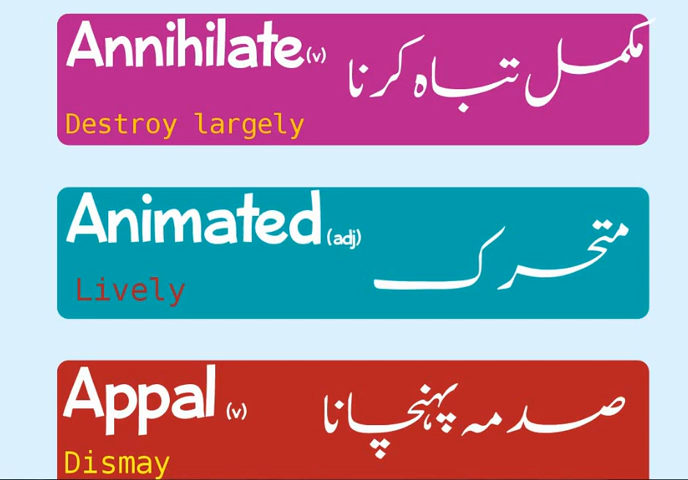 Annihilate(v) مکمل تباہ کرنا
Destroy largely
Animated(adj) متحرک
Lively
Appal (v) صدمہ پہنچانا
Dismay